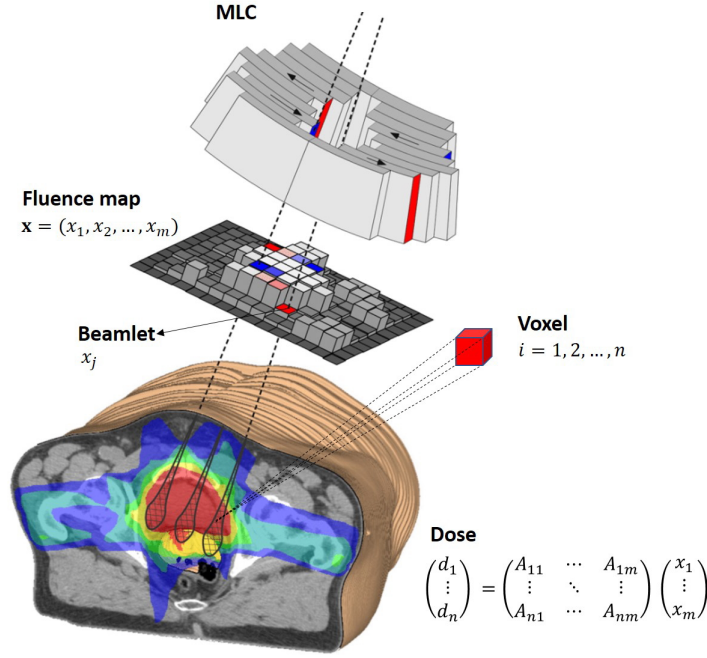 MLC
Fluence map
𝐱 = (x₁, x₂, …, xₘ)
Beamlet
xⱼ
Voxel
i = 1, 2, …, n
Dose
(d₁ ⋮ dₙ) = (A₁₁ ⋯ A₁ₘ ⋮ ⋱ ⋮ Aₙ₁ ⋯ Aₙₘ) (x₁ ⋮ xₘ)